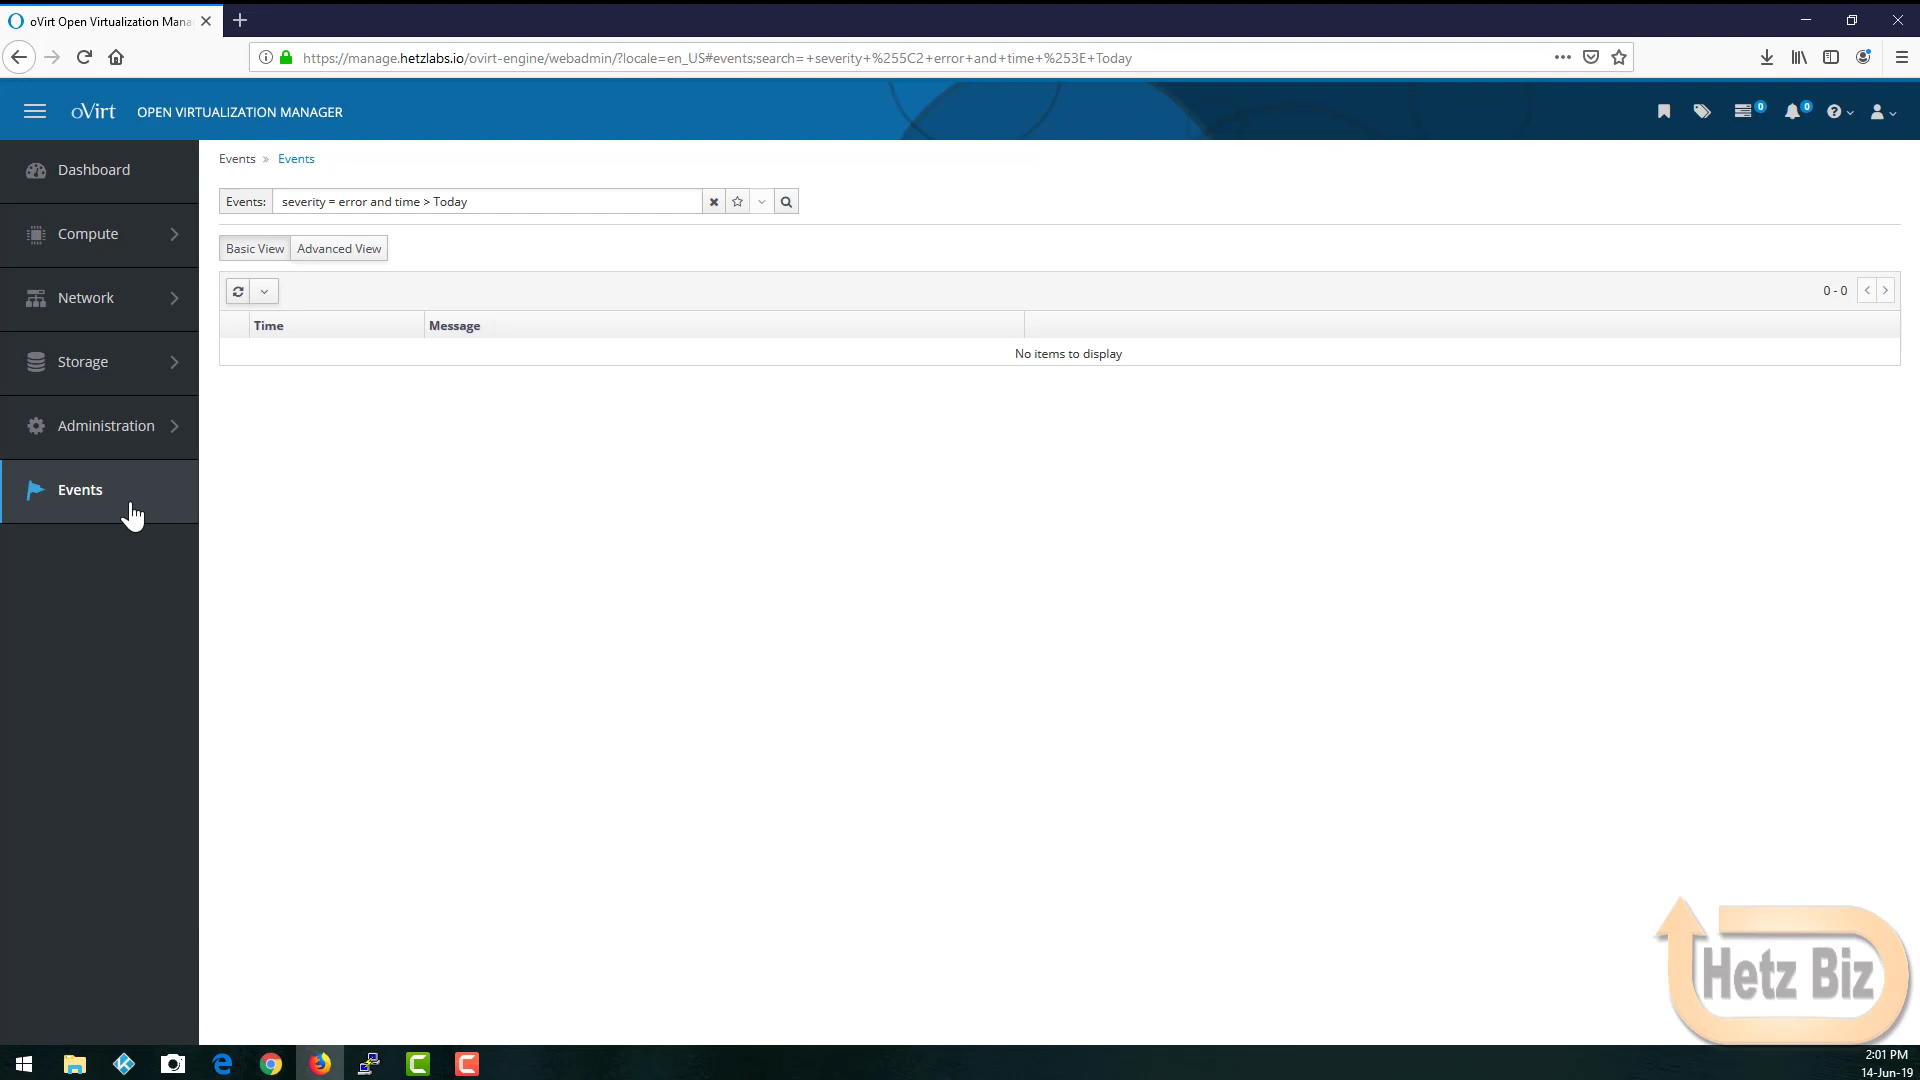 oVirt Open Virtualization Mana
https://manage.hetzlabs.io/ovirt-engine/webadmin/?locale=en_US#events;search=+severity+%255C2+error+and+time+%253E+Today
oVirt OPEN VIRTUALIZATION MANAGER
0
0
Dashboard
Compute
Network
Storage
Administration
Events
Events » Events
Events: severity = error and time > Today
Basic View Advanced View
0 - 0
Time Message
No items to display
Hetz Biz
2:01 PM
14-Jun-19